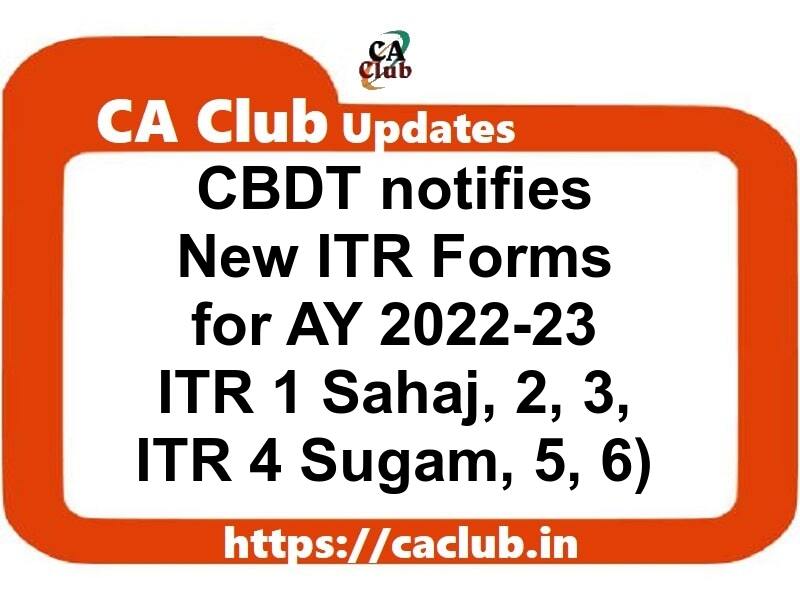 CA
Club
CA Club Updates
CBDT notifies
New ITR Forms
for AY 2022-23
ITR 1 Sahaj, 2, 3,
ITR 4 Sugam, 5, 6)
https://caclub.in